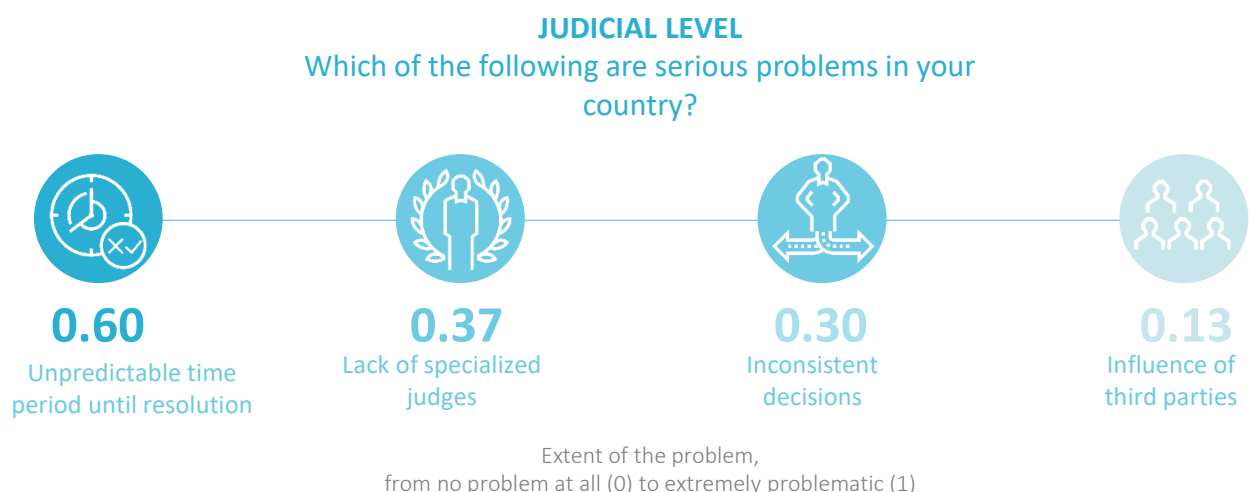 JUDICIAL LEVEL
Which of the following are serious problems in your
country?
0.60
Unpredictable time
period until resolution
0.37
Lack of specialized
judges
0.30
Inconsistent
decisions
0.13
Influence of
third parties
Extent of the problem,
from no problem at all (0) to extremely problematic (1)